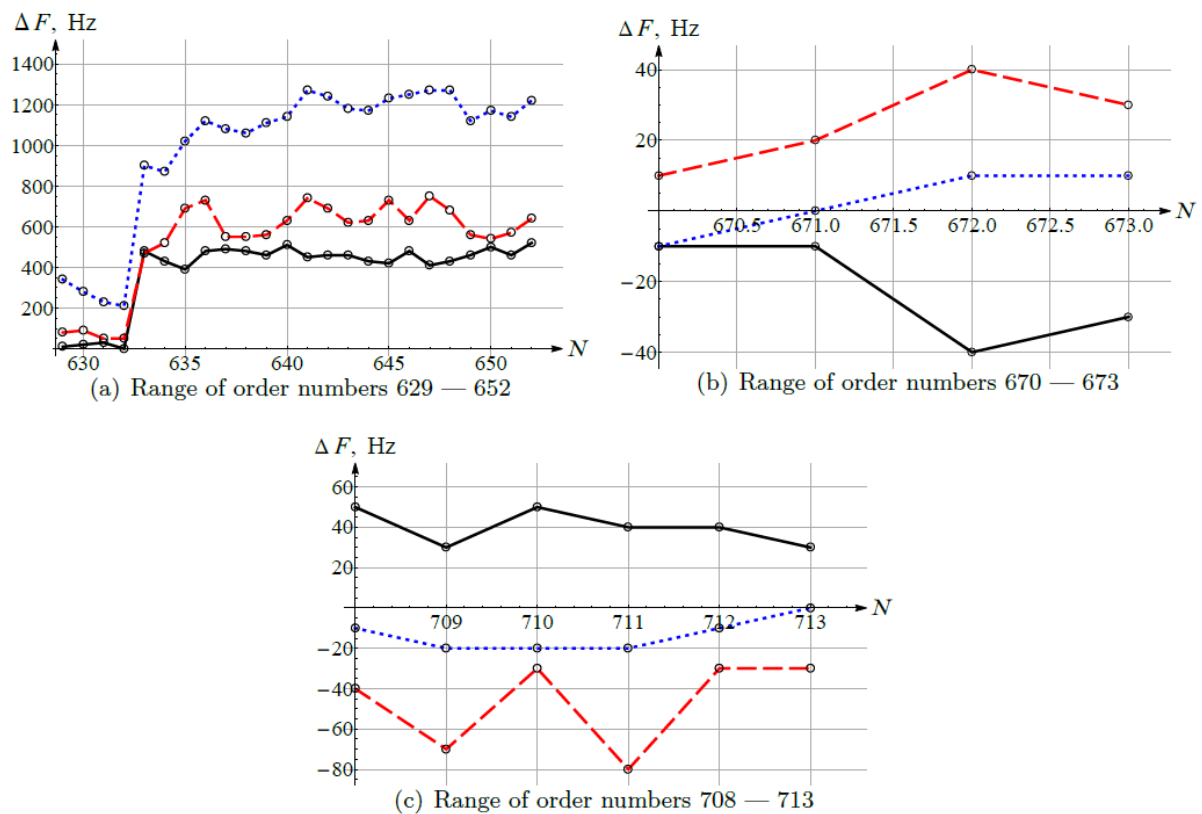 Δ F, Hz
1400
1200
1000
800
600
400
200
630 635 640 645 650 N
(a) Range of order numbers 629 — 652
Δ F, Hz
40
20
670.5 671.0 671.5 672.0 672.5 673.0 N
−20
−40
(b) Range of order numbers 670 — 673
Δ F, Hz
60
40
20
709 710 711 712 713 N
−20
−40
−60
−80
(c) Range of order numbers 708 — 713